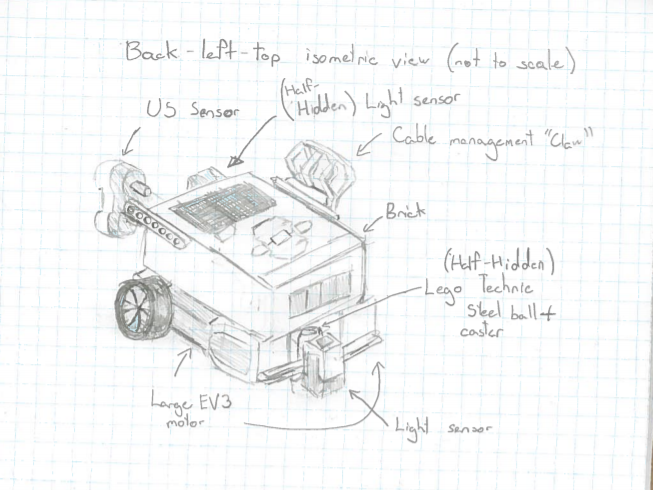 Back-left-top isometric view (not to scale)
US Sensor
(Half-
Hidden) Light sensor
Cable management "Claw"
Brick
(Half-Hidden)
Lego Technic
Steel ball +
caster
Large EV3
motor
Light sensor